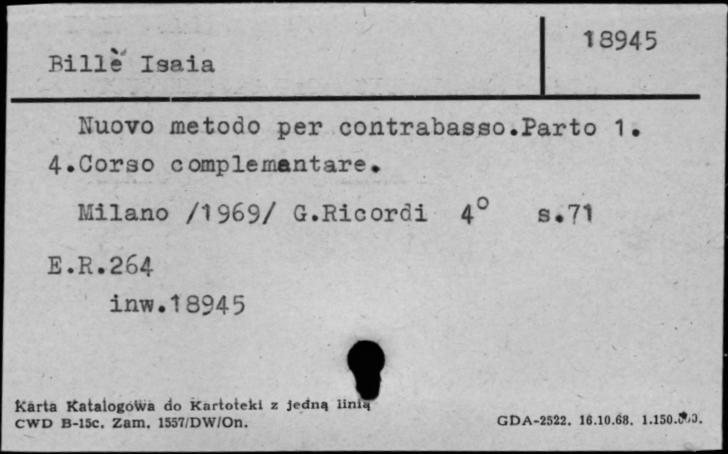 18945
Billè Isaia
Nuovo metodo per contrabasso.Parto 1.
4.Corso complemantare.
Milano /1969/ G.Ricordi 4° s.71
E.R.264
inw.18945
Karta Katalogowa do Kartoteki z jedną linią
CWD B-15c. Zam. 1557/DW/On.
GDA-2522. 16.10.68.